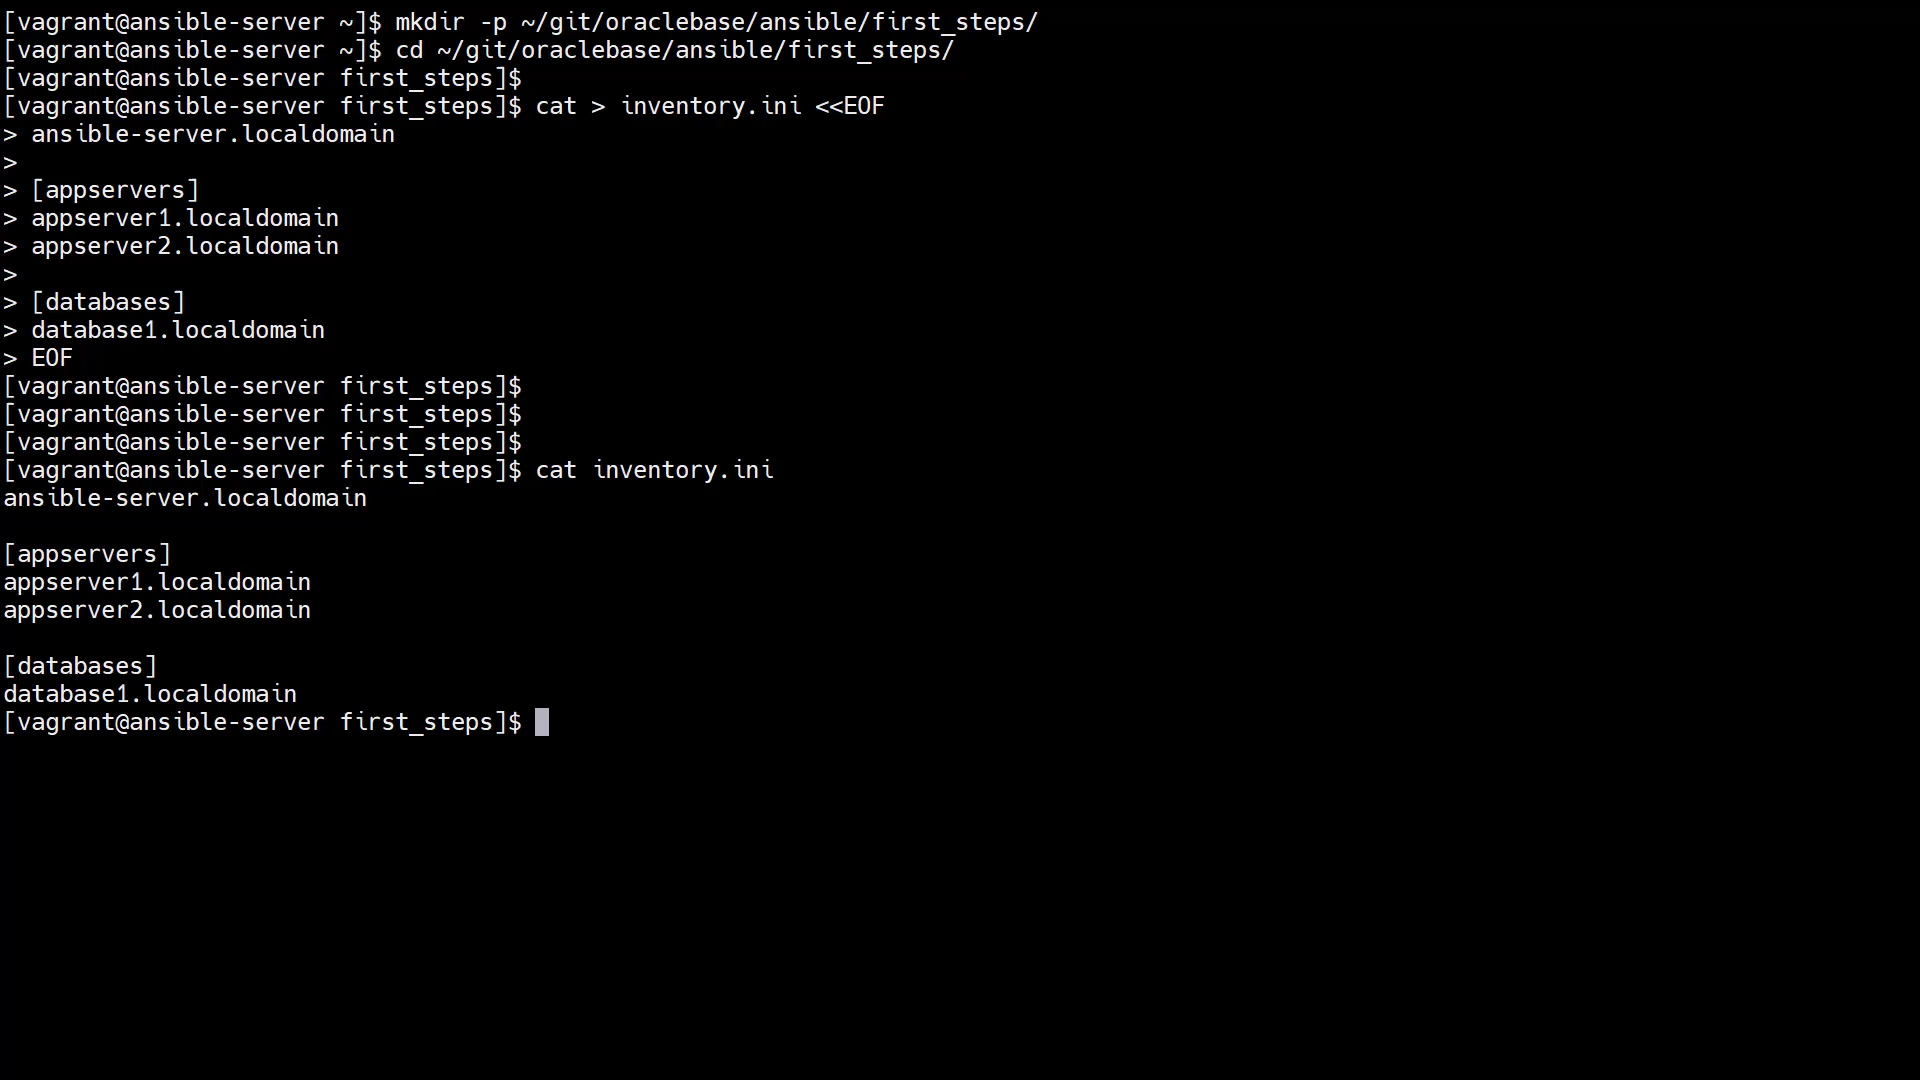 [vagrant@ansible-server ~]$ mkdir -p ~/git/oraclebase/ansible/first_steps/
[vagrant@ansible-server ~]$ cd ~/git/oraclebase/ansible/first_steps/
[vagrant@ansible-server first_steps]$
[vagrant@ansible-server first_steps]$ cat > inventory.ini <<EOF
> ansible-server.localdomain
>
> [appservers]
> appserver1.localdomain
> appserver2.localdomain
>
> [databases]
> database1.localdomain
> EOF
[vagrant@ansible-server first_steps]$
[vagrant@ansible-server first_steps]$
[vagrant@ansible-server first_steps]$
[vagrant@ansible-server first_steps]$ cat inventory.ini
ansible-server.localdomain

[appservers]
appserver1.localdomain
appserver2.localdomain

[databases]
database1.localdomain
[vagrant@ansible-server first_steps]$